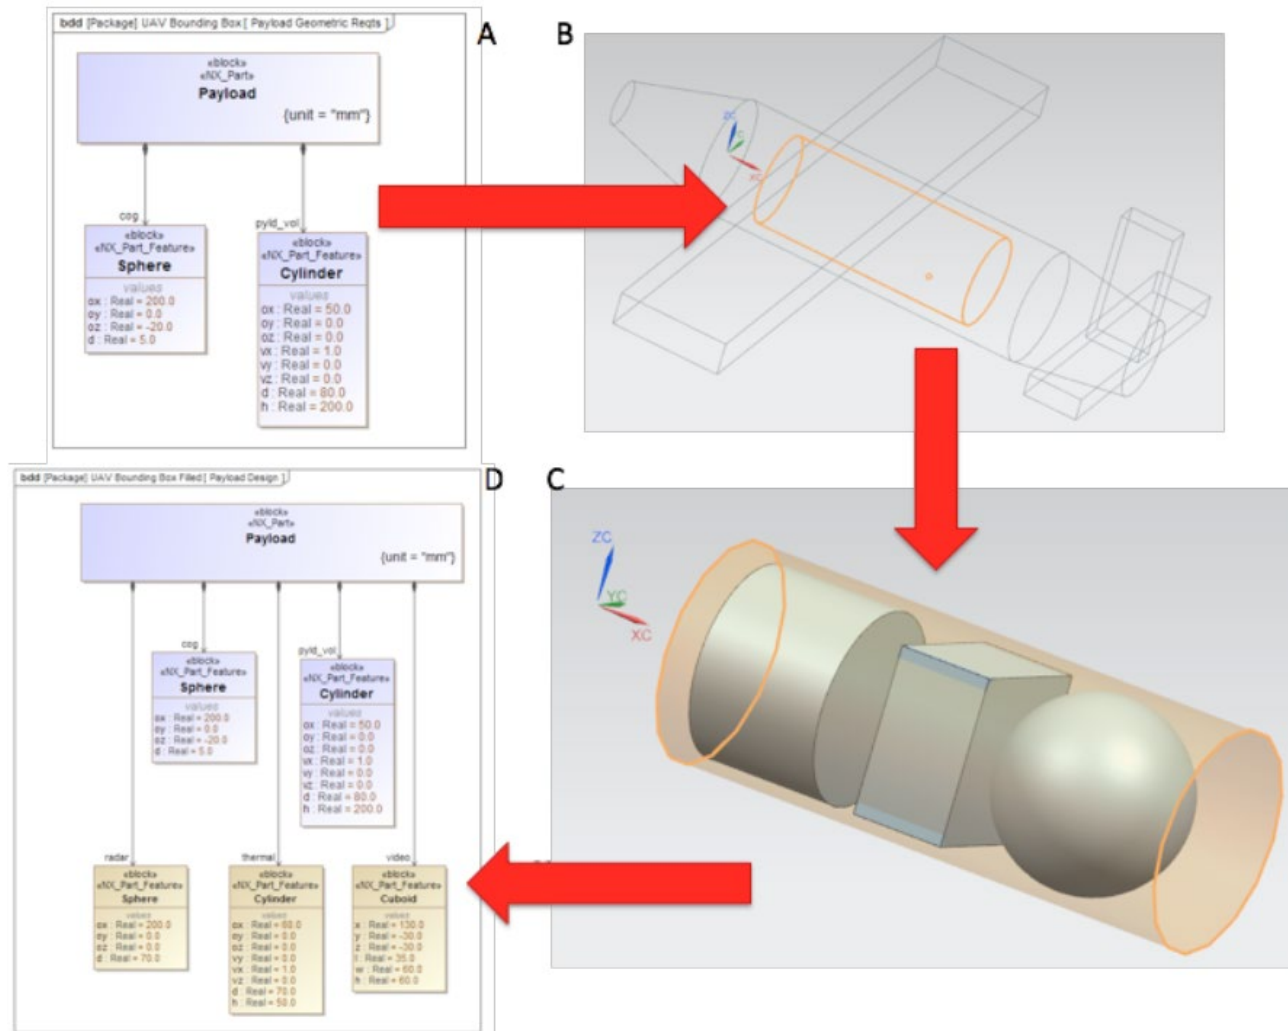 bdd [Package] UAV Bounding Box [ Payload Geometric Reqts ]
A
«block»
«NX_Part»
Payload
{unit = "mm"}
cog
«block»
«NX_Part_Feature»
Sphere
values
ox : Real = 200.0
oy : Real = 0.0
oz : Real = -20.0
d : Real = 5.0
pyld_vol
«block»
«NX_Part_Feature»
Cylinder
values
ox : Real = 50.0
oy : Real = 0.0
oz : Real = 0.0
vx : Real = 1.0
vy : Real = 0.0
vz : Real = 0.0
d : Real = 80.0
h : Real = 200.0
B
ZC
XC
bdd [Package] UAV Bounding Box Filled [ Payload Design ]
D
«block»
«NX_Part»
Payload
{unit = "mm"}
cog
«block»
«NX_Part_Feature»
Sphere
values
ox : Real = 200.0
oy : Real = 0.0
oz : Real = -20.0
d : Real = 5.0
pyld_vol
«block»
«NX_Part_Feature»
Cylinder
values
ox : Real = 50.0
oy : Real = 0.0
oz : Real = 0.0
vx : Real = 1.0
vy : Real = 0.0
vz : Real = 0.0
d : Real = 80.0
h : Real = 200.0
radar
«block»
«NX_Part_Feature»
Sphere
values
ox : Real = 200.0
oy : Real = 0.0
oz : Real = 0.0
d : Real = 70.0
thermal
«block»
«NX_Part_Feature»
Cylinder
values
ox : Real = 60.0
oy : Real = 0.0
oz : Real = 0.0
vy : Real = 0.0
vx : Real = 1.0
vz : Real = 0.0
d : Real = 70.0
h : Real = 50.0
video
«block»
«NX_Part_Feature»
Cuboid
values
x : Real = 130.0
y : Real = -30.0
z : Real = -30.0
l : Real = 35.0
w : Real = 60.0
h : Real = 60.0
C
ZC
YC
XC